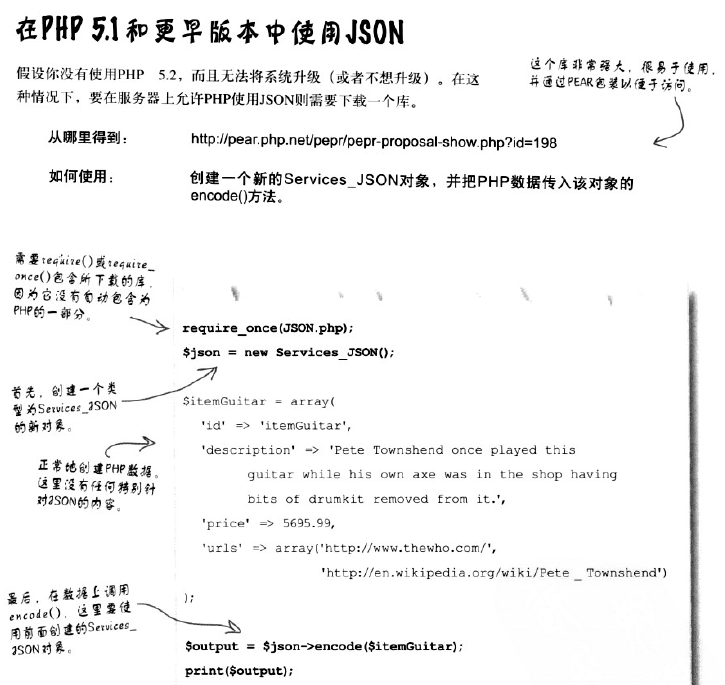 在PHP 5.1和更早版本中使用JSON
假设你没有使用PHP 5.2，而且无法将系统升级（或者不想升级）。在这
种情况下，要在服务器上允许PHP使用JSON则需要下载一个库。
这个库非常强大，很易于使用，
并通过PEAR包装以便于访问。
从哪里得到： http://pear.php.net/pepr/pepr-proposal-show.php?id=198
如何使用： 创建一个新的Services_JSON对象，并把PHP数据传入该对象的
encode()方法。
需要require()或require_
once()包含所下载的库，
因为它没有自动包含为
PHP的一部分。
require_once(JSON.php);
$json = new Services_JSON();
首先，创建一个类
型为Services_JSON
的新对象。
$itemGuitar = array(
'id' => 'itemGuitar',
'description' => 'Pete Townshend once played this
guitar while his own axe was in the shop having
bits of drumkit removed from it.',
'price' => 5695.99,
'urls' => array('http://www.thewho.com/',
'http://en.wikipedia.org/wiki/Pete _ Townshend')
);
正常地创建PHP数据。
这里没有任何特别针
对JSON的内容。
最后，在数据上调用
encode()，这里要使
用前面创建的Services_
JSON对象。
$output = $json->encode($itemGuitar);
print($output);